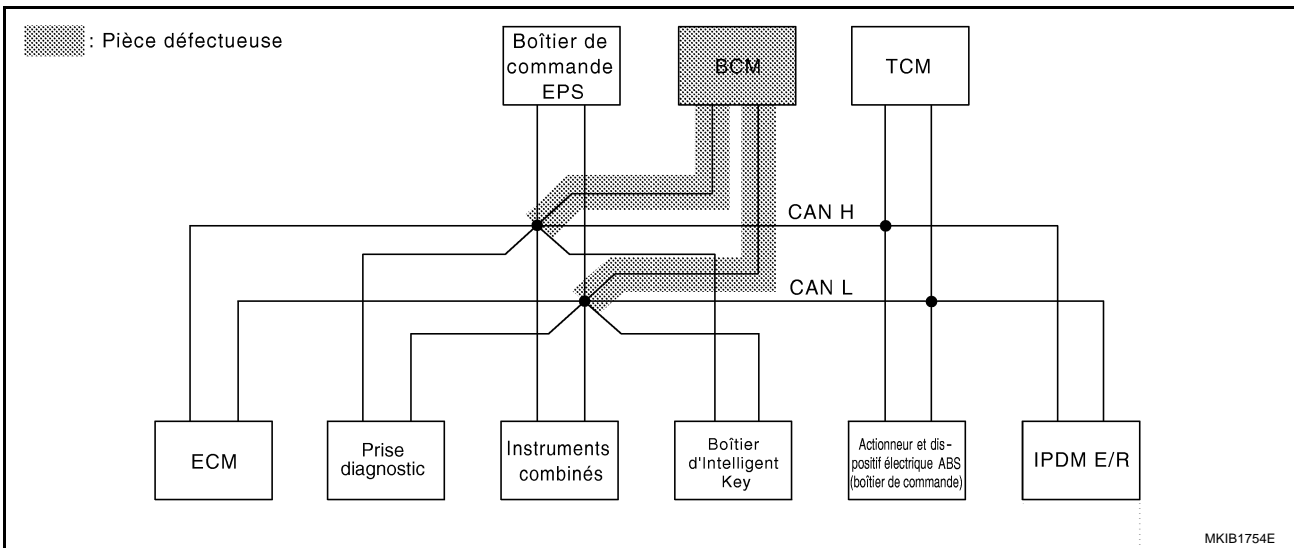 : Pièce défectueuse
Boîtier de
commande
EPS
BCM
TCM
CAN H
CAN L
ECM
Prise
diagnostic
Instruments
combinés
Boîtier
d'Intelligent
Key
Actionneur et dis-
positif électrique ABS
(boîtier de commande)
IPDM E/R
MKIB1754E